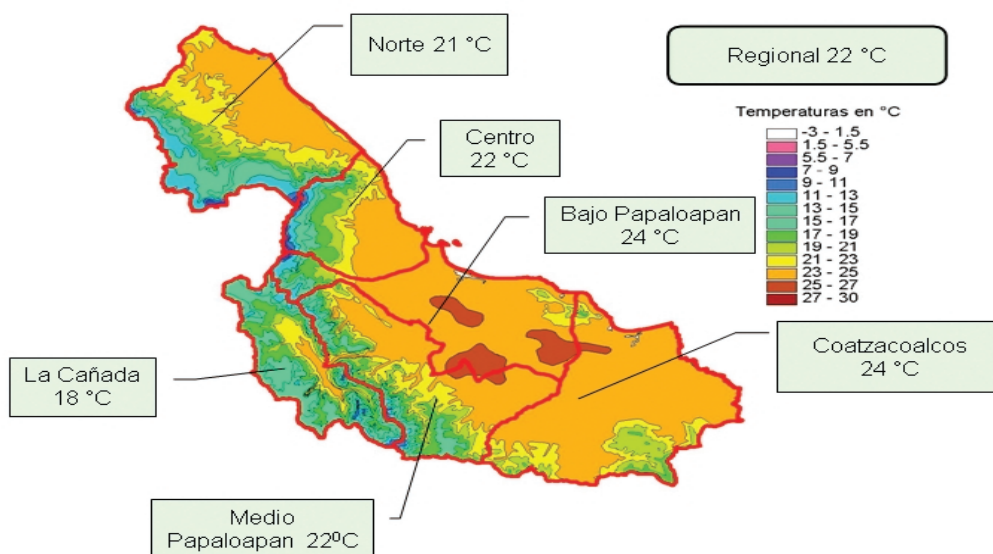 Norte 21 °C
Regional 22 °C
Temperaturas en °C
-3 - 1.5
1.5 - 5.5
5.5 - 7
7 - 9
9 - 11
11 - 13
13 - 15
15 - 17
17 - 19
19 - 21
21 - 23
23 - 25
25 - 27
27 - 30
Centro
22 °C
Bajo Papaloapan
24 °C
Coatzacoalcos
24 °C
La Cañada
18 °C
Medio
Papaloapan 22ºC